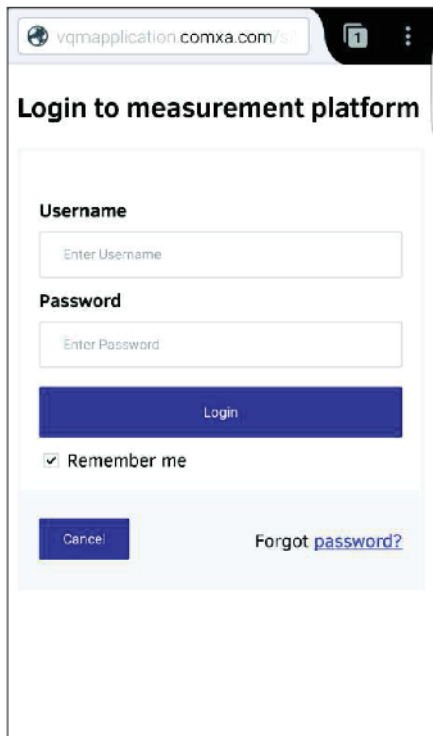 vqmapplication.comxa.com/si
1
Login to measurement platform
Username
Enter Username
Password
Enter Password
Login
Remember me
Cancel
Forgot password?